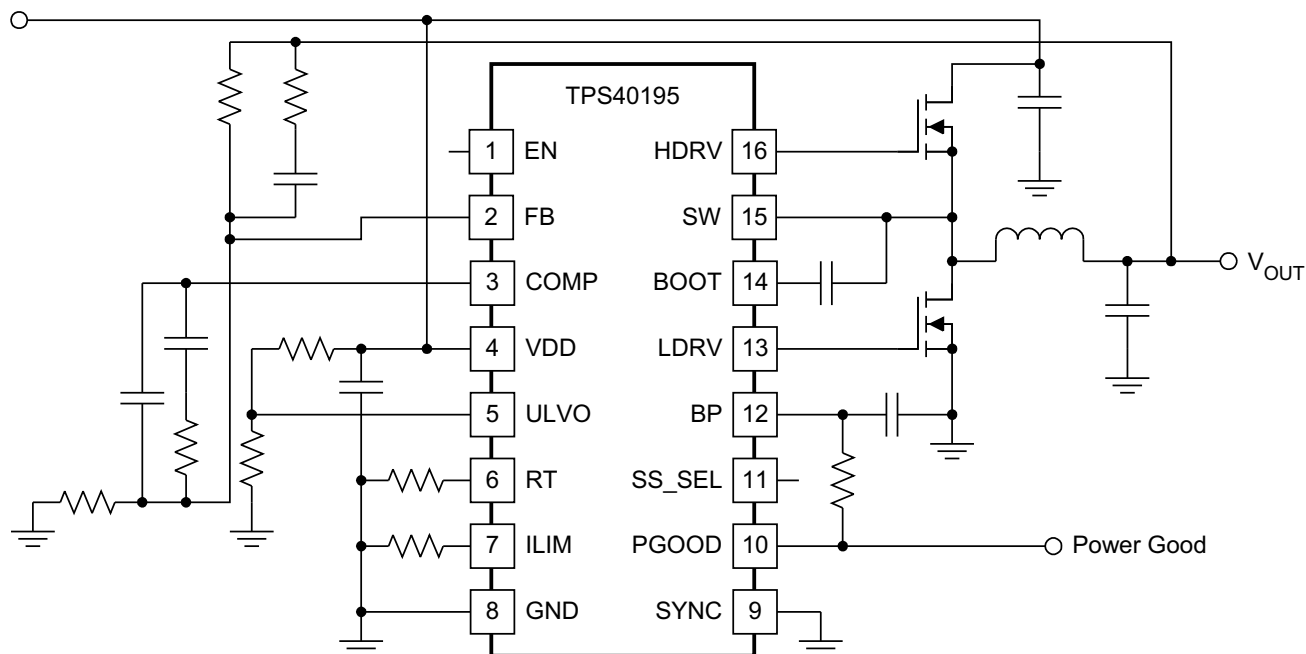 TPS40195
1 EN
HDRV 16
2 FB
SW 15
3 COMP
BOOT 14
VOUT
4 VDD
LDRV 13
5 ULVO
BP 12
6 RT
SS_SEL 11
7 ILIM
PGOOD 10
Power Good
8 GND
SYNC 9